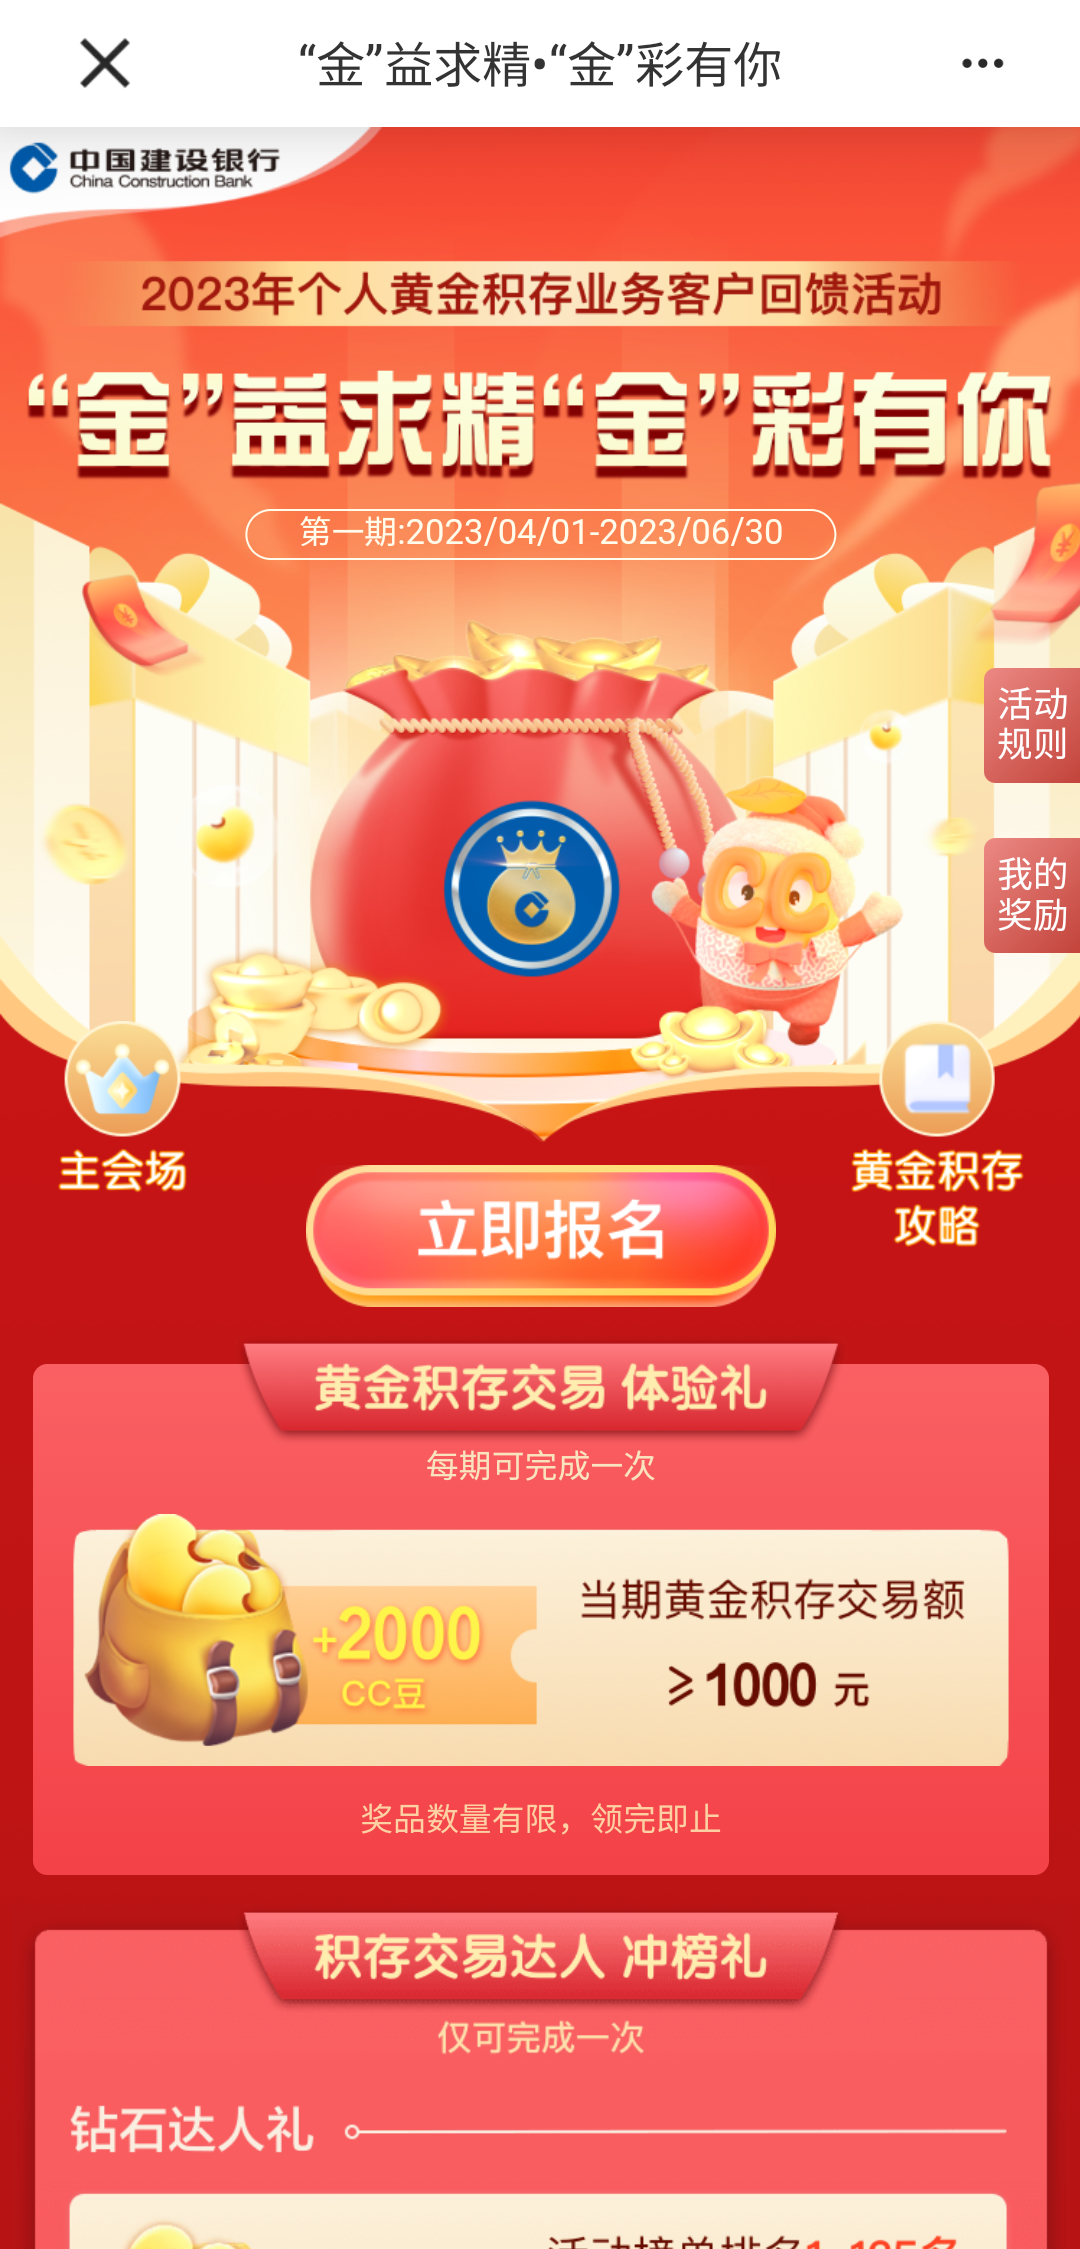 “金”益求精•“金”彩有你
中国建设银行
China Construction Bank
2023年个人黄金积存业务客户回馈活动
“金”益求精“金”彩有你
第一期:2023/04/01-2023/06/30
活动
规则
我的
奖励
主会场
黄金积存
攻略
立即报名
黄金积存交易 体验礼
每期可完成一次
当期黄金积存交易额
+2000
CC豆
≥1000 元
奖品数量有限，领完即止
积存交易达人 冲榜礼
仅可完成一次
钻石达人礼